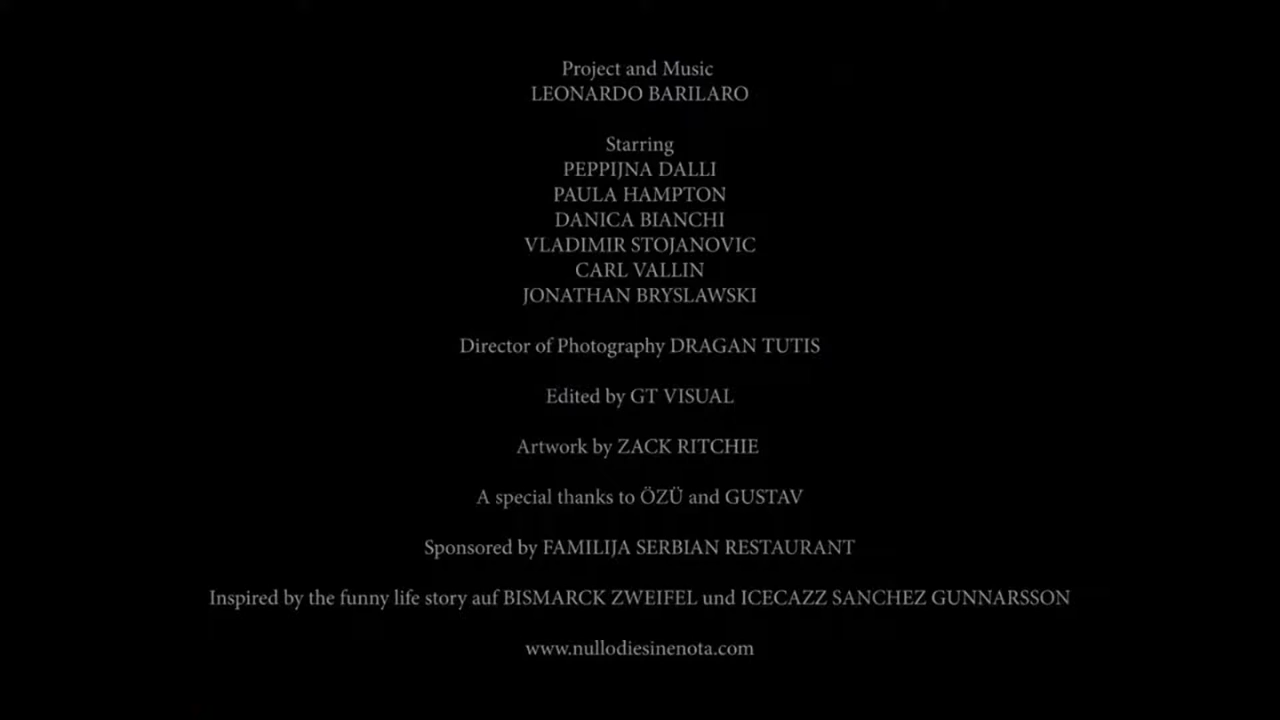 Project and Music
LEONARDO BARILARO
Starring
PEPPIJNA DALLI
PAULA HAMPTON
DANICA BIANCHI
VLADIMIR STOJANOVIC
CARL VALLIN
JONATHAN BRYSLAWSKI
Director of Photography DRAGAN TUTIS
Edited by GT VISUAL
Artwork by ZACK RITCHIE
A special thanks to ÖZÜ and GUSTAV
Sponsored by FAMILIJA SERBIAN RESTAURANT
Inspired by the funny life story auf BISMARCK ZWEIFEL und ICECAZZ SANCHEZ GUNNARSSON
www.nullodiesinenota.com